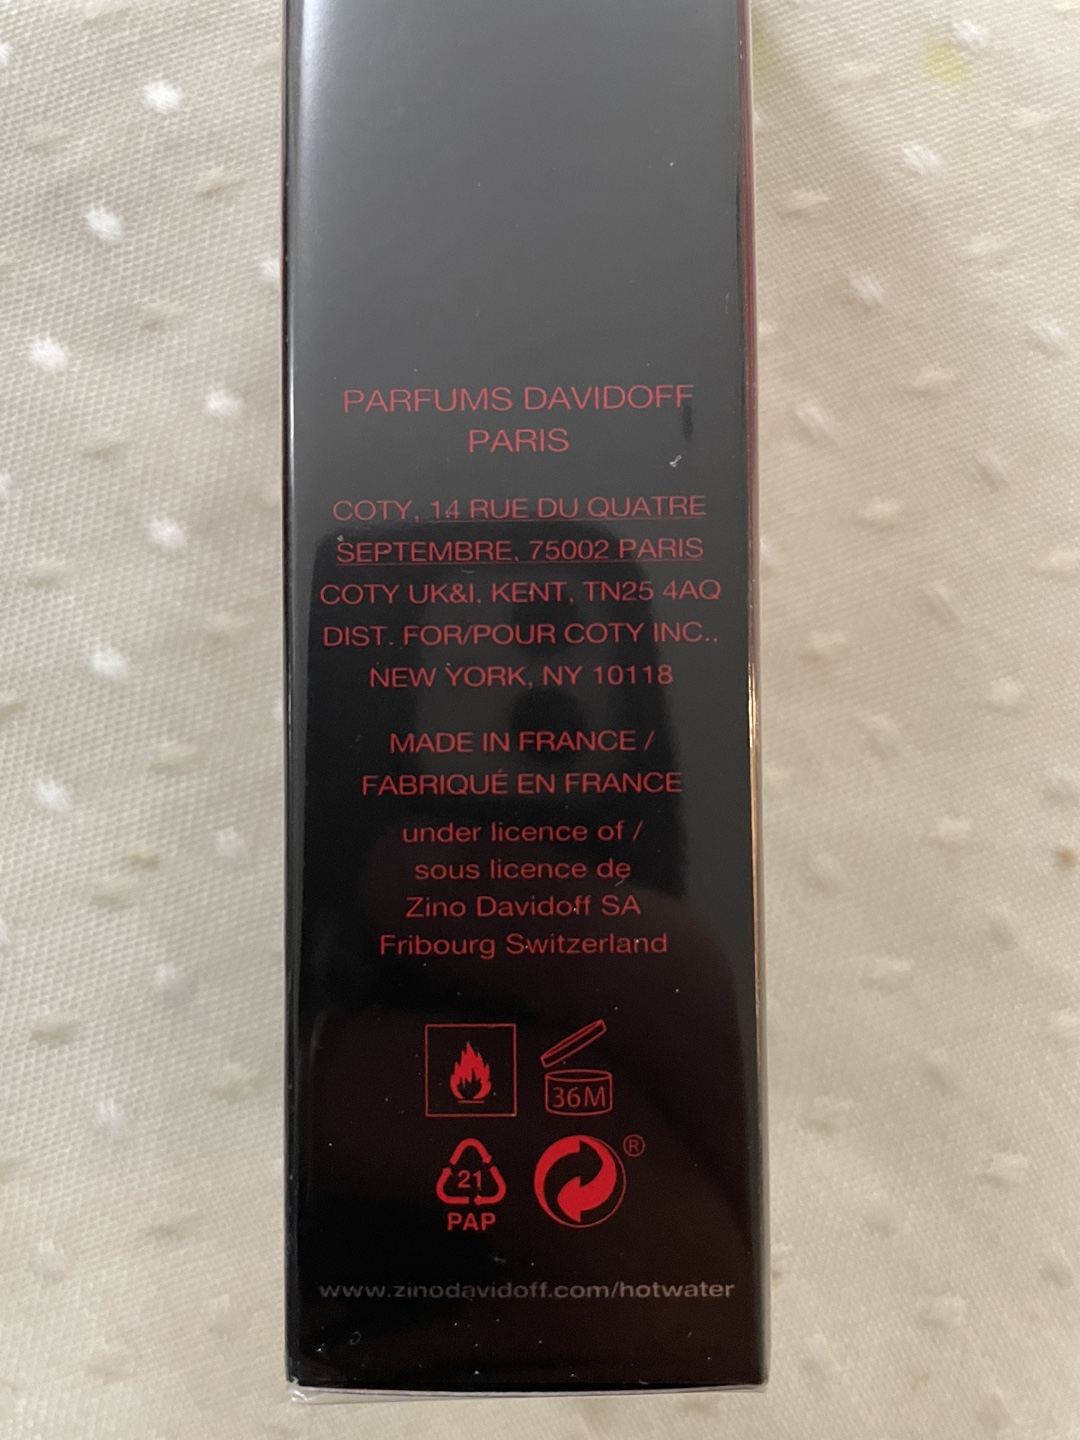 PARFUMS DAVIDOFF
PARIS
COTY, 14 RUE DU QUATRE
SEPTEMBRE, 75002 PARIS
COTY UK&I, KENT, TN25 4AQ
DIST. FOR/POUR COTY INC.,
NEW YORK, NY 10118
MADE IN FRANCE /
FABRIQUÉ EN FRANCE
under licence of /
sous licence de
Zino Davidoff SA
Fribourg Switzerland
36M
®
21
PAP
www.zinodavidoff.com/hotwater